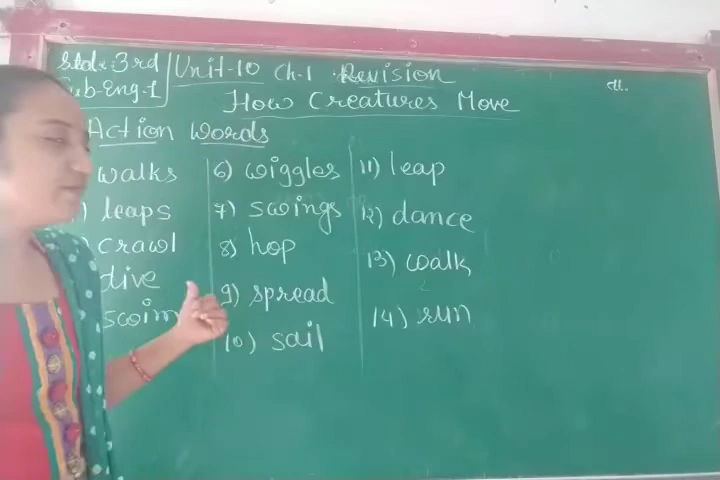 Std:- 3rd
Sub-Eng-1
Unit-10 Ch.1 Revision
How Creatures Move
Action Words
walks
) leaps
) crawl
dive
swim
6) wiggles
7) swings
8) hop
9) spread
10) sail
11) leap
12) dance
13) walk
14) run